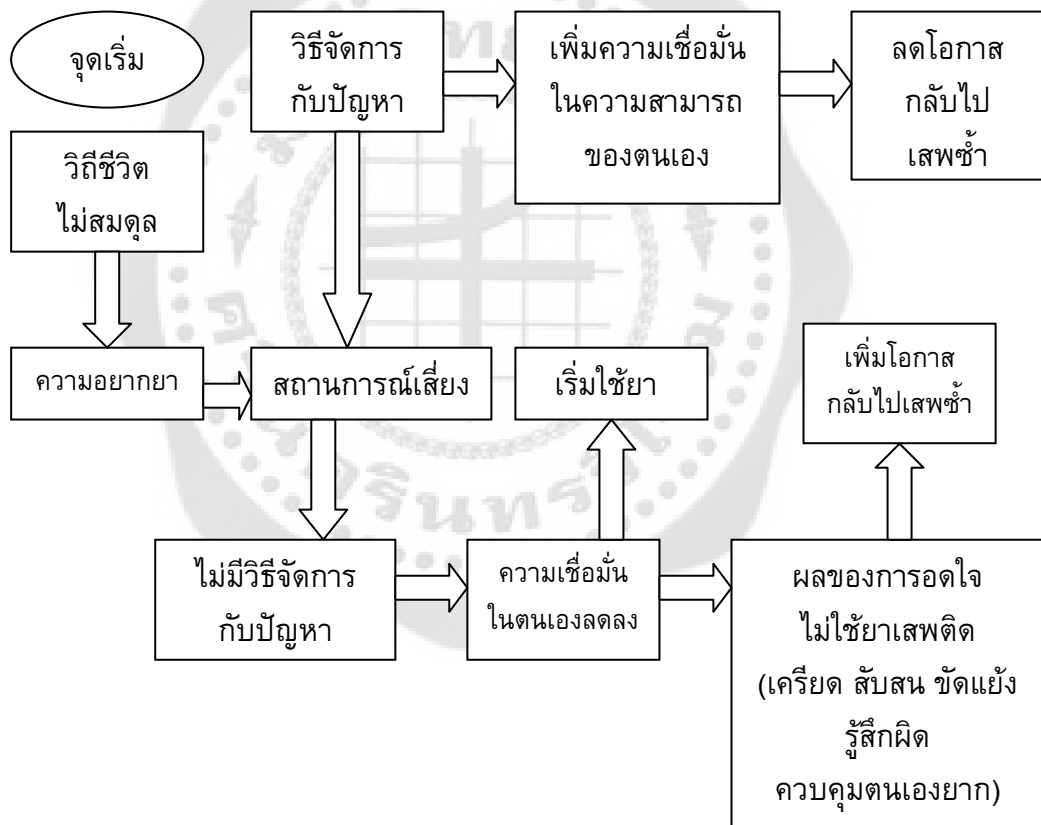 จุดเริ่ม
วิธีจัดการ
กับปัญหา
เพิ่มความเชื่อมั่น
ในความสามารถ
ของตนเอง
ลดโอกาส
กลับไป
เสพซ้ำ
วิถีชีวิต
ไม่สมดุล
ความอยากยา
สถานการณ์เสี่ยง
เริ่มใช้ยา
เพิ่มโอกาส
กลับไปเสพซ้ำ
ไม่มีวิธีจัดการ
กับปัญหา
ความเชื่อมั่น
ในตนเองลดลง
ผลของการอดใจ
ไม่ใช้ยาเสพติด
(เครียด สับสน ขัดแย้ง
รู้สึกผิด
ควบคุมตนเองยาก)